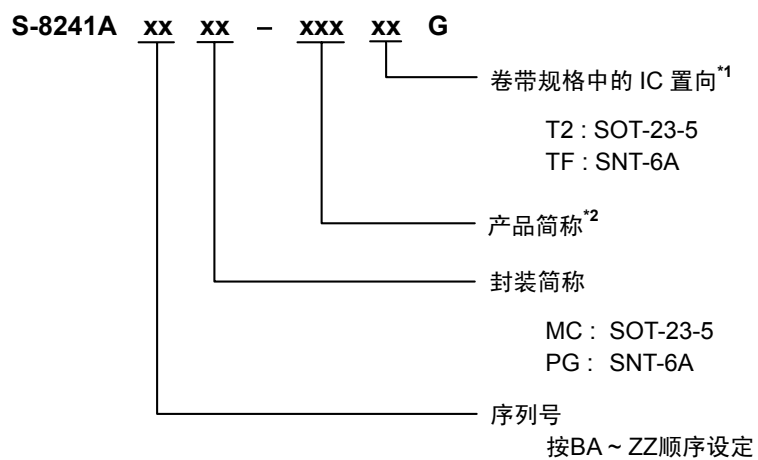 S-8241A xx xx – xxx xx G
卷带规格中的 IC 置向*1
T2 : SOT-23-5
TF : SNT-6A
产品简称*2
封装简称
MC : SOT-23-5
PG : SNT-6A
序列号
按BA ~ ZZ顺序设定